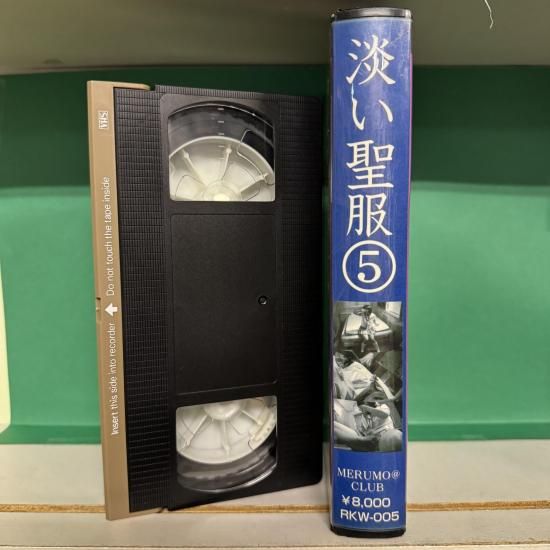 VHS
Insert this side into recorder ⬆ Do not touch the tape inside
淡い聖服⑤
MERUMO@
CLUB
¥8,000
RKW-005